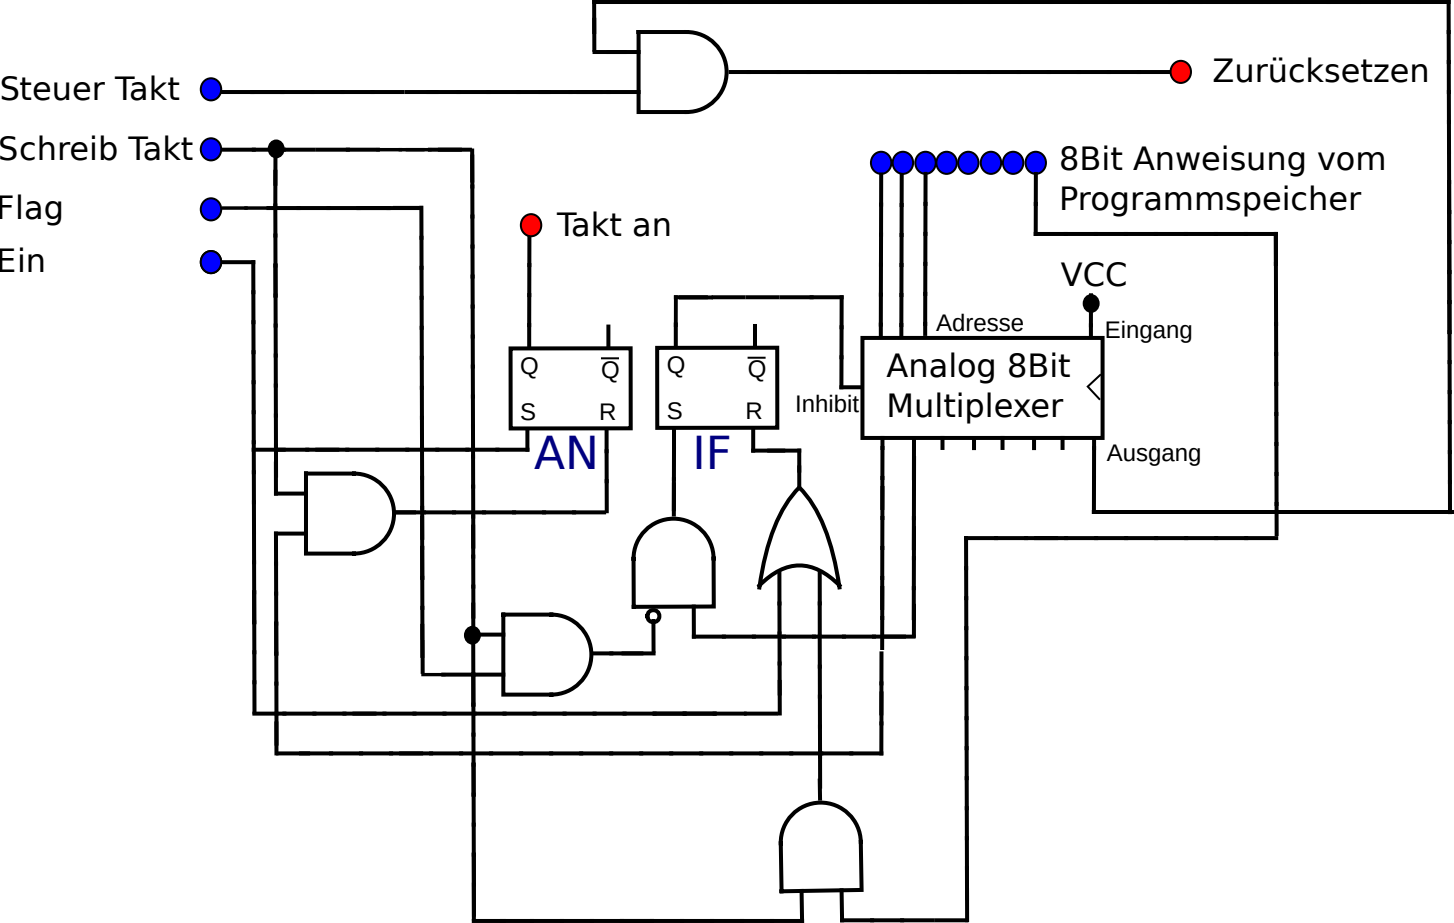 Steuer Takt
Zurücksetzen
Schreib Takt
8Bit Anweisung vom
Programmspeicher
Flag
Takt an
Ein
VCC
Adresse
Eingang
Q
Q
Q
Q
Analog 8Bit
Multiplexer
Inhibit
S
R
S
R
AN
IF
Ausgang